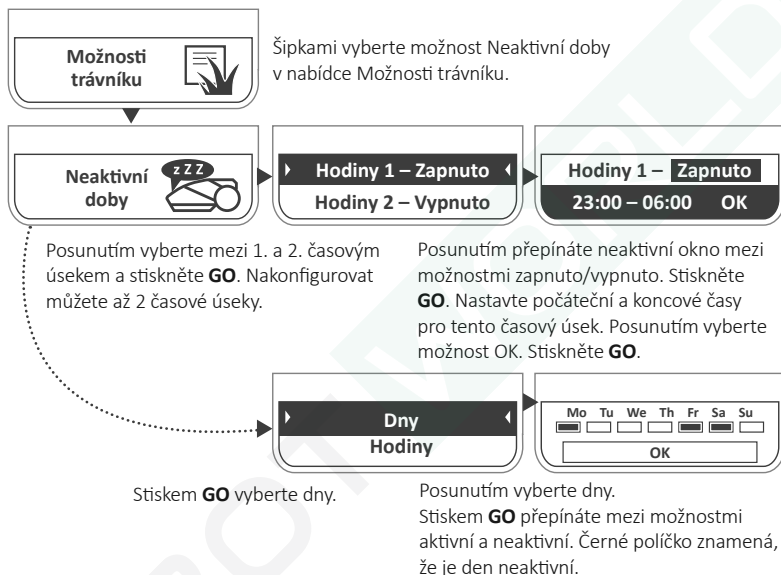 Možnosti
trávníku
Šipkami vyberte možnost Neaktivní doby
v nabídce Možnosti trávníku.
Neaktivní
doby
z Z Z
Hodiny 1 – Zapnuto
Hodiny 2 – Vypnuto
Hodiny 1 – Zapnuto
23:00 – 06:00 OK
Posunutím vyberte mezi 1. a 2. časovým
úsekem a stiskněte GO. Nakonfigurovat
můžete až 2 časové úseky.
Posunutím přepínáte neaktivní okno mezi
možnostmi zapnuto/vypnuto. Stiskněte
GO. Nastavte počáteční a koncové časy
pro tento časový úsek. Posunutím vyberte
možnost OK. Stiskněte GO.
Dny
Hodiny
Mo Tu We Th Fr Sa Su
OK
Stiskem GO vyberte dny.
Posunutím vyberte dny.
Stiskem GO přepínáte mezi možnostmi
aktivní a neaktivní. Černé políčko znamená,
že je den neaktivní.